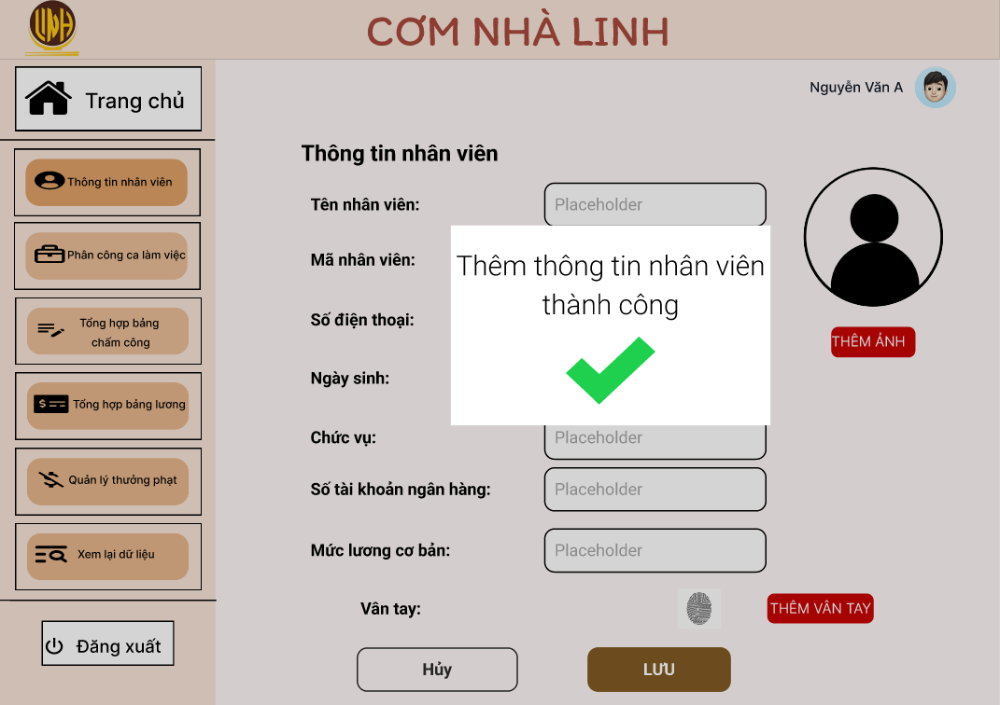 LINH
CƠM NHÀ LINH
Nguyễn Văn A
Trang chủ
Thông tin nhân viên
Phân công ca làm việc
Tổng hợp bảng
chấm công
Tổng hợp bảng lương
Quản lý thưởng phạt
Xem lại dữ liệu
Đăng xuất
Thông tin nhân viên
Tên nhân viên: Placeholder
Mã nhân viên:
Số điện thoại:
Ngày sinh:
Chức vụ: Placeholder
Số tài khoản ngân hàng: Placeholder
Mức lương cơ bản: Placeholder
Vân tay: THÊM VÂN TAY
Hủy LƯU
THÊM ẢNH
Thêm thông tin nhân viên
thành công